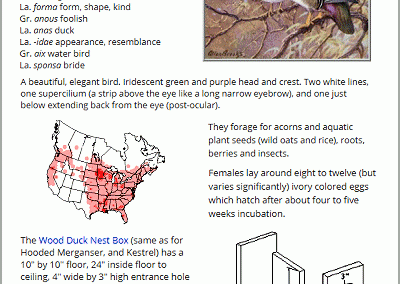 La. forma form, shape, kind
Gr. anous foolish
La. anas duck
La. -idae appearance, resemblance
Gr. aix water bird
La. sponsa bride
A beautiful, elegant bird. Iridescent green and purple head and crest. Two white lines,
one supercilium (a strip above the eye like a long narrow eyebrow), and one just
below extending back from the eye (post-ocular).
They forage for acorns and aquatic
plant seeds (wild oats and rice), roots,
berries and insects.
Females lay around eight to twelve (but
varies significantly) ivory colored eggs
which hatch after about four to five
weeks incubation.
The Wood Duck Nest Box (same as for
Hooded Merganser, and Kestrel) has a
10" by 10" floor, 24" inside floor to
ceiling, 4" wide by 3" high entrance hole
3"